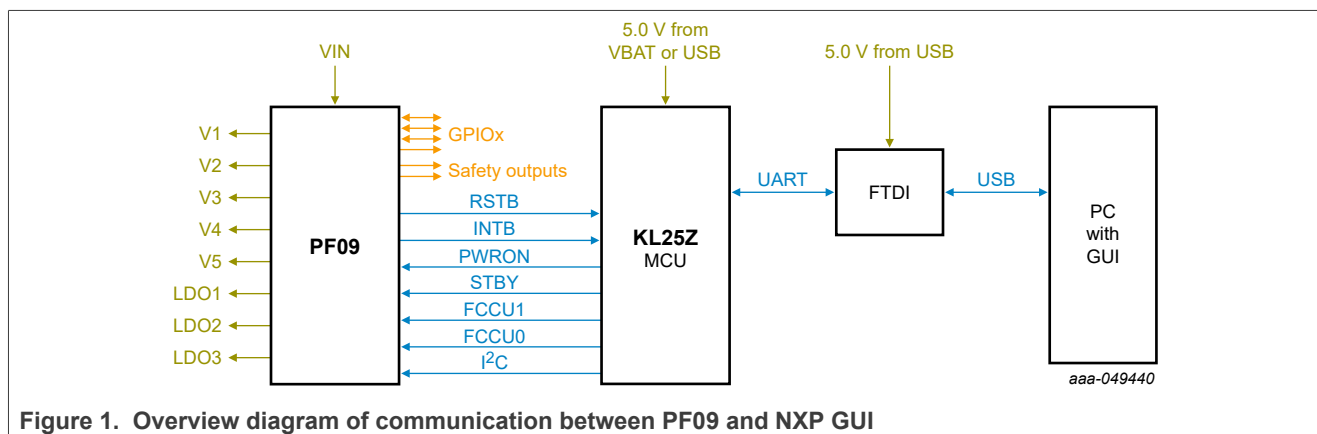 VIN
5.0 V from
VBAT or USB
5.0 V from USB
V1
V2
V3
V4
V5
LDO1
LDO2
LDO3
PF09
GPIOx
Safety outputs
RSTB
INTB
PWRON
STBY
FCCU1
FCCU0
I²C
KL25Z
MCU
UART
FTDI
USB
PC
with
GUI
aaa-049440
Figure 1. Overview diagram of communication between PF09 and NXP GUI